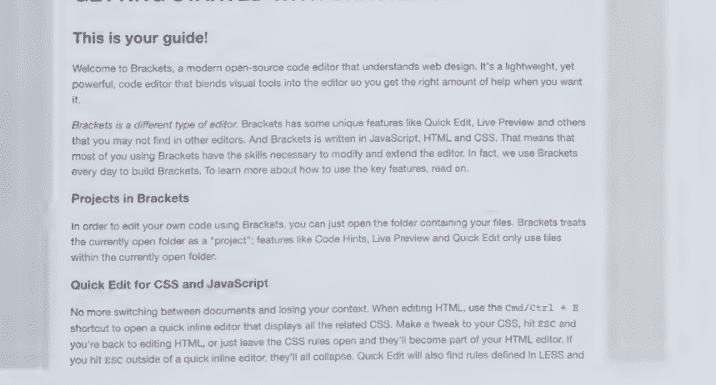 This is your guide!
Welcome to Brackets, a modern open-source code editor that understands web design. It's a lightweight, yet
powerful, code editor that blends visual tools into the editor so you get the right amount of help when you want
it.
Brackets is a different type of editor. Brackets has some unique features like Quick Edit, Live Preview and others
that you may not find in other editors. And Brackets is written in JavaScript, HTML and CSS. That means that
most of you using Brackets have the skills necessary to modify and extend the editor. In fact, we use Brackets
every day to build Brackets. To learn more about how to use the key features, read on.
Projects in Brackets
In order to edit your own code using Brackets, you can just open the folder containing your files. Brackets treats
the currently open folder as a "project"; features like Code Hints, Live Preview and Quick Edit only use files
within the currently open folder.
Quick Edit for CSS and JavaScript
No more switching between documents and losing your context. When editing HTML, use the Cmd/Ctrl + E
shortcut to open a quick inline editor that displays all the related CSS. Make a tweak to your CSS, hit ESC and
you're back to editing HTML, or just leave the CSS rules open and they'll become part of your HTML editor. If
you hit ESC outside of a quick inline editor, they'll all collapse. Quick Edit will also find rules defined in LESS and